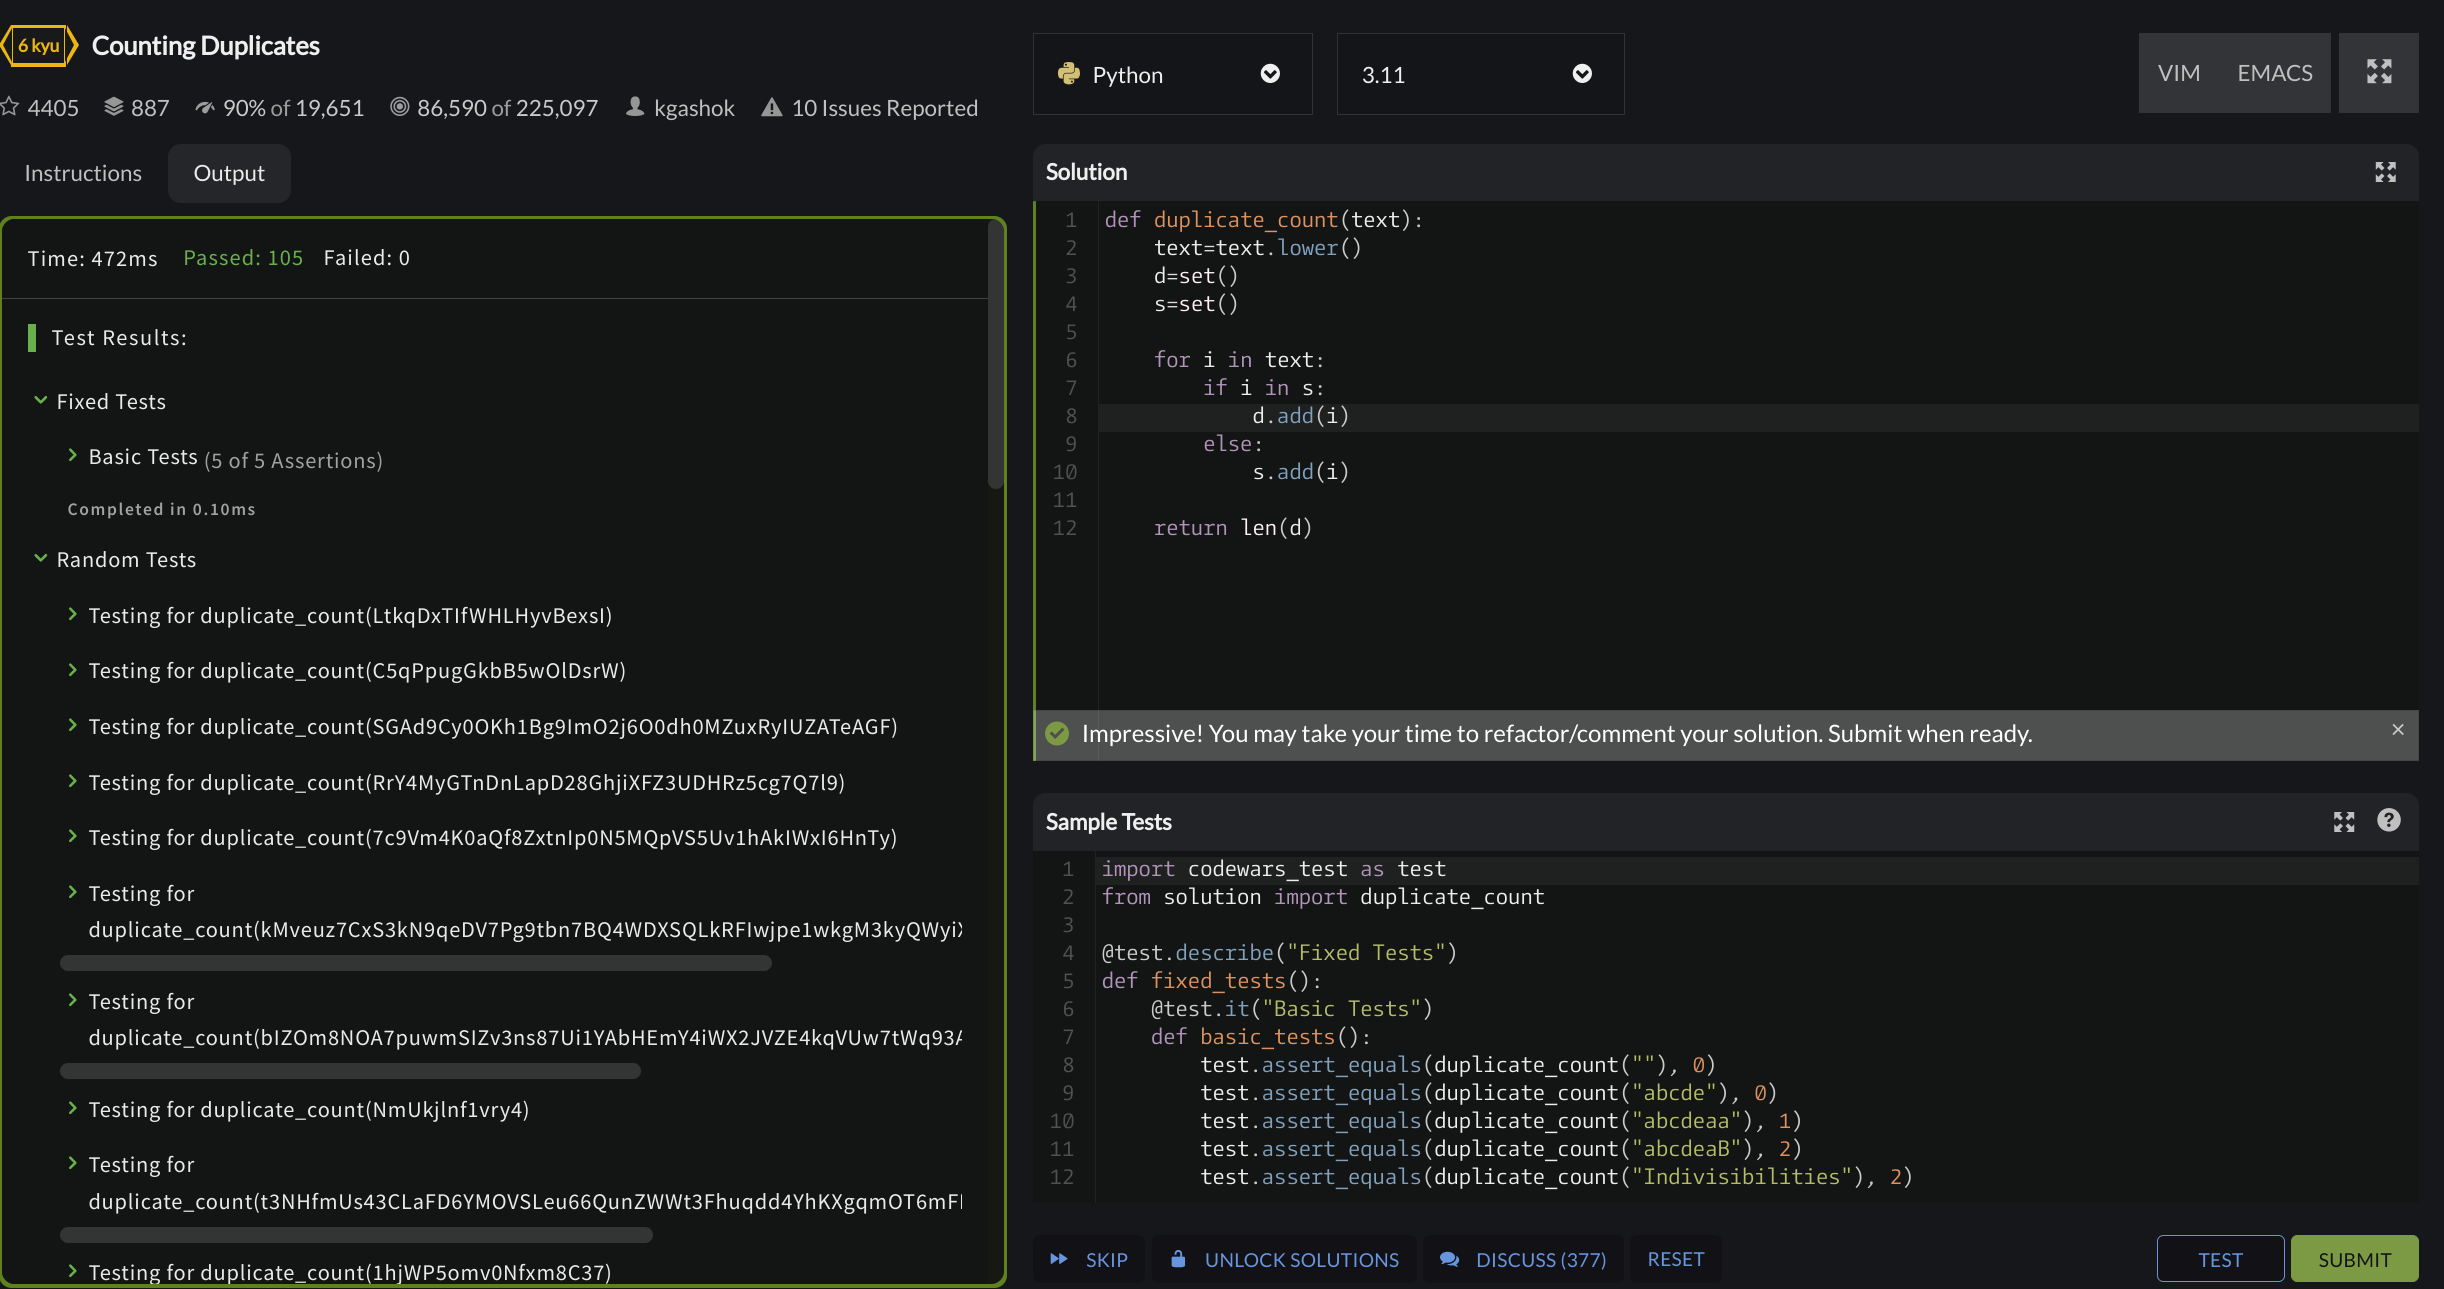 6 kyu Counting Duplicates
4405 887 90% of 19,651 86,590 of 225,097 kgashok 10 Issues Reported
Instructions Output
Time: 472ms Passed: 105 Failed: 0
Test Results:
Fixed Tests
Basic Tests (5 of 5 Assertions)
Completed in 0.10ms
Random Tests
Testing for duplicate_count(LtkqDxTIfWHLHyvBexsI)
Testing for duplicate_count(C5qPpugGkbB5wOlDsrW)
Testing for duplicate_count(SGAd9Cy0OKh1Bg9ImO2j6O0dh0MZuxRyIUZATeAGF)
Testing for duplicate_count(RrY4MyGTnDnLapD28GhjiXFZ3UDHRz5cg7Q7l9)
Testing for duplicate_count(7c9Vm4K0aQf8ZxtnIp0N5MQpVS5Uv1hAkIWxI6HnTy)
Testing for
duplicate_count(kMveuz7CxS3kN9qeDV7Pg9tbn7BQ4WDXSQLkRFIwjpe1wkgM3kyQWyiX
Testing for
duplicate_count(bIZOm8NOA7puwmSIZv3ns87Ui1YAbHEmY4iWX2JVZE4kqVUw7tWq93A
Testing for duplicate_count(NmUkjlnf1vry4)
Testing for
duplicate_count(t3NHfmUs43CLaFD6YMOVSLeu66QunZWWt3Fhuqdd4YhKXgqmOT6mF
Testing for duplicate_count(1hjWP5omv0Nfxm8C37)
Python 3.11 VIM EMACS
Solution
1 def duplicate_count(text):
2     text=text.lower()
3     d=set()
4     s=set()
5
6     for i in text:
7         if i in s:
8             d.add(i)
9         else:
10             s.add(i)
11
12     return len(d)
Impressive! You may take your time to refactor/comment your solution. Submit when ready.
Sample Tests
1 import codewars_test as test
2 from solution import duplicate_count
3
4 @test.describe("Fixed Tests")
5 def fixed_tests():
6     @test.it("Basic Tests")
7     def basic_tests():
8         test.assert_equals(duplicate_count(""), 0)
9         test.assert_equals(duplicate_count("abcde"), 0)
10         test.assert_equals(duplicate_count("abcdeaa"), 1)
11         test.assert_equals(duplicate_count("abcdeaB"), 2)
12         test.assert_equals(duplicate_count("Indivisibilities"), 2)
SKIP UNLOCK SOLUTIONS DISCUSS (377) RESET TEST SUBMIT